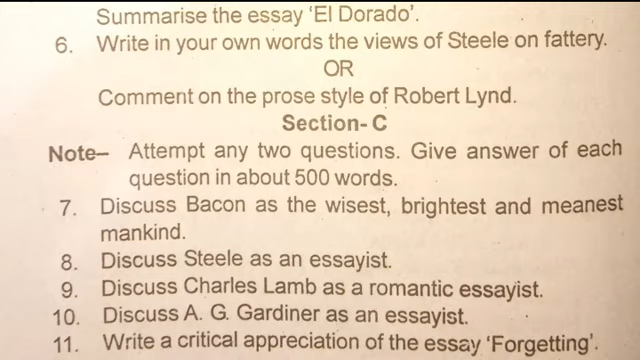 Summarise the essay 'El Dorado'.
6. Write in your own words the views of Steele on fattery.
OR
Comment on the prose style of Robert Lynd.
Section- C
Note– Attempt any two questions. Give answer of each
question in about 500 words.
7. Discuss Bacon as the wisest, brightest and meanest
mankind.
8. Discuss Steele as an essayist.
9. Discuss Charles Lamb as a romantic essayist.
10. Discuss A. G. Gardiner as an essayist.
11. Write a critical appreciation of the essay 'Forgetting'.